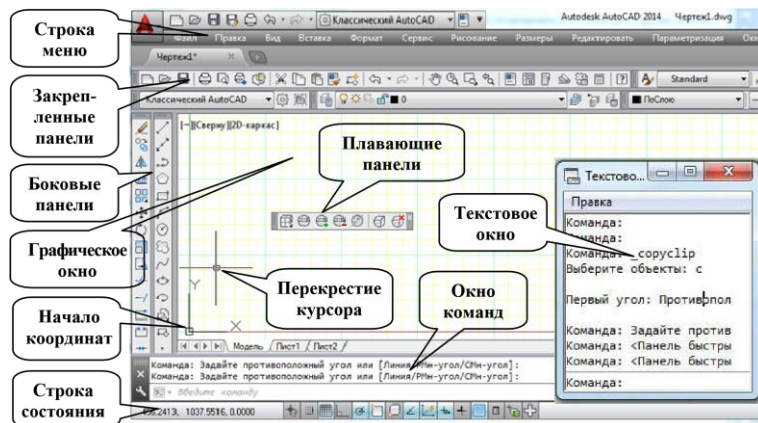 Строка
меню
Классический AutoCAD
Autodesk AutoCAD 2014 Чертеж1.dwg
Файл Правка Вид Вставка Формат Сервис Рисование Размеры Редактировать Параметризация Окн
Чертеж1*
Закреп-
ленные
панели
Standard
Классический AutoCAD
0
ПоСлою
[−][Сверху][2D-каркас]
Плавающие
панели
Боковые
панели
Текстово...
Правка
Команда:
Команда:
Команда: _copyclip
Выберите объекты: с
Первый угол: Противопол
Команда: Задайте против
Команда: <Панель быстры
Команда: <Панель быстры
Команда:
Текстовое
окно
Графическое
окно
Перекрестие
курсора
Окно
команд
Y
X
Начало
координат
Модель Лист1 Лист2
Команда: Задайте противоположный угол или [Линия/РМн-угол/СМн-угол]:
Команда: Задайте противоположный угол или [Линия/РМн-угол/СМн-угол]:
Введите команду
Строка
состояния
1037.5516, 0.0000